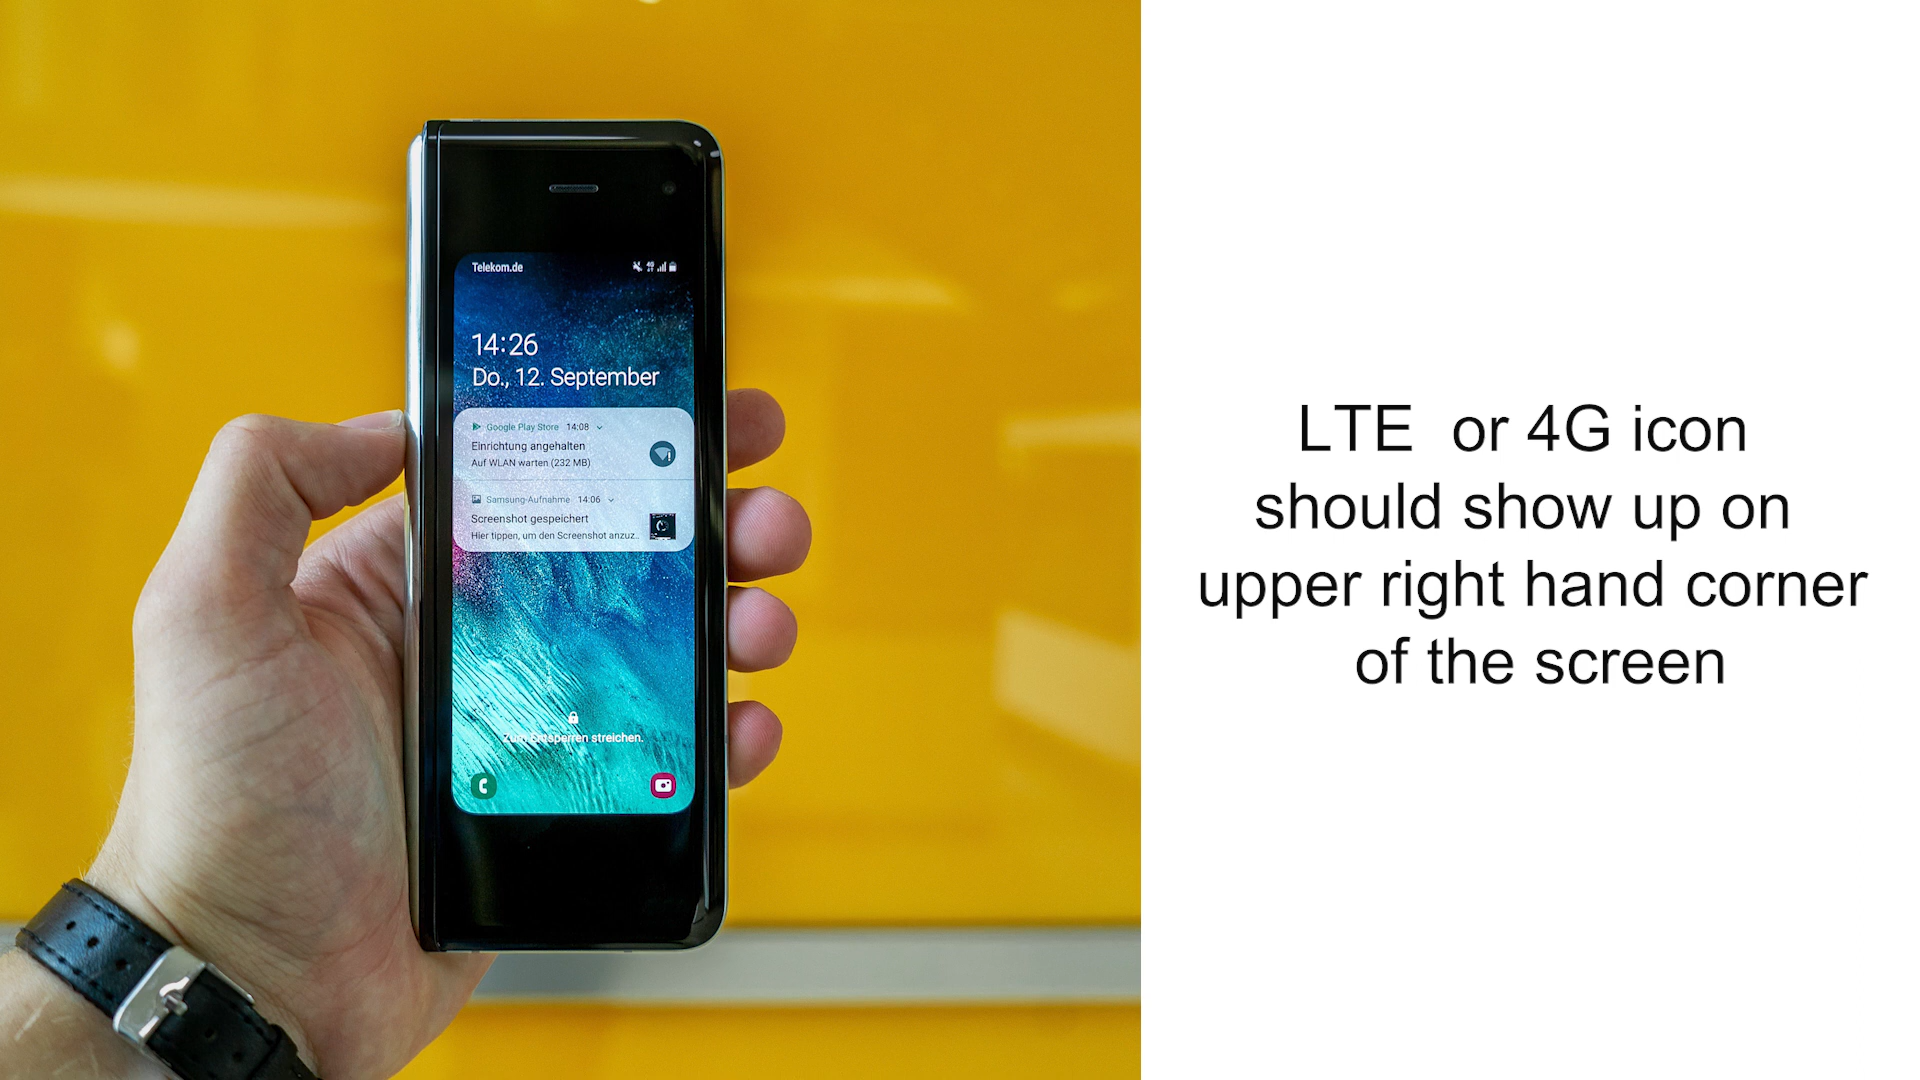 Telekom.de
4G
14:26
Do., 12. September
Google Play Store 14:08
Einrichtung angehalten
Auf WLAN warten (232 MB)
Samsung-Aufnahme 14:06
Screenshot gespeichert
Hier tippen, um den Screenshot anzuz..
Zum Entsperren streichen.
LTE or 4G icon
should show up on
upper right hand corner
of the screen